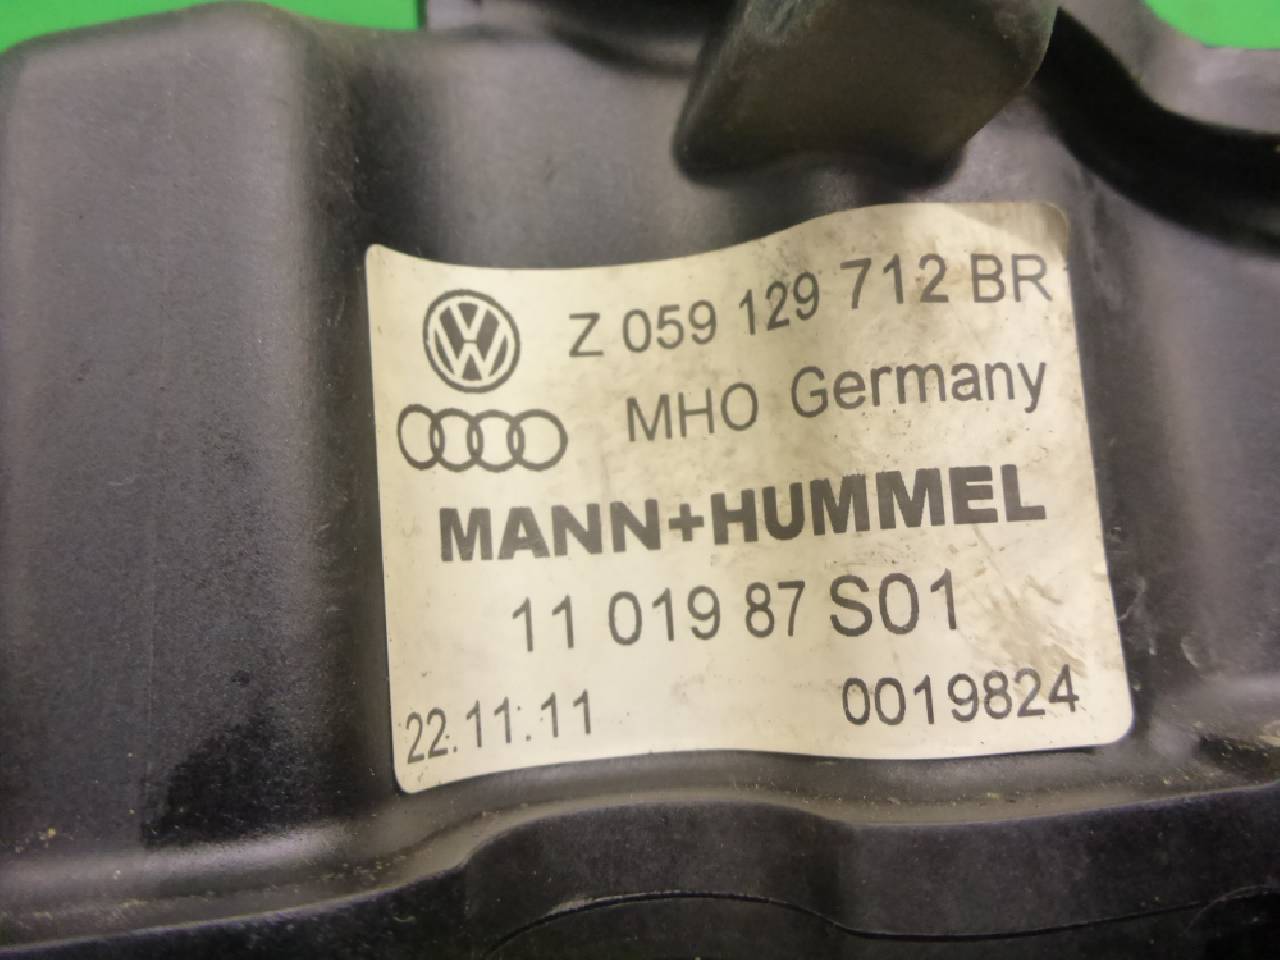 Z 059 129 712 BR
MHO Germany
MANN+HUMMEL
11 019 87 S01
22.11.11 0019824